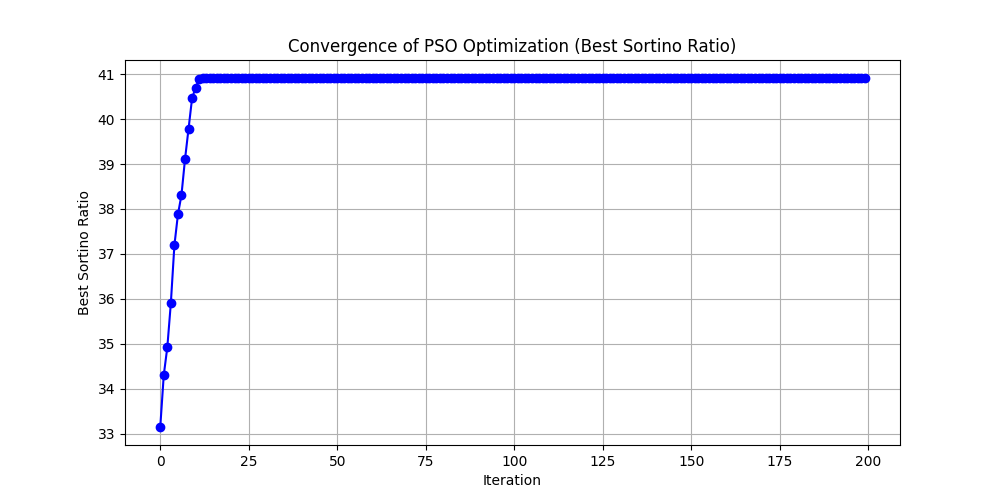 Convergence of PSO Optimization (Best Sortino Ratio)
41
40
39
38
37
36
35
34
33
Best Sortino Ratio
0 25 50 75 100 125 150 175 200
Iteration